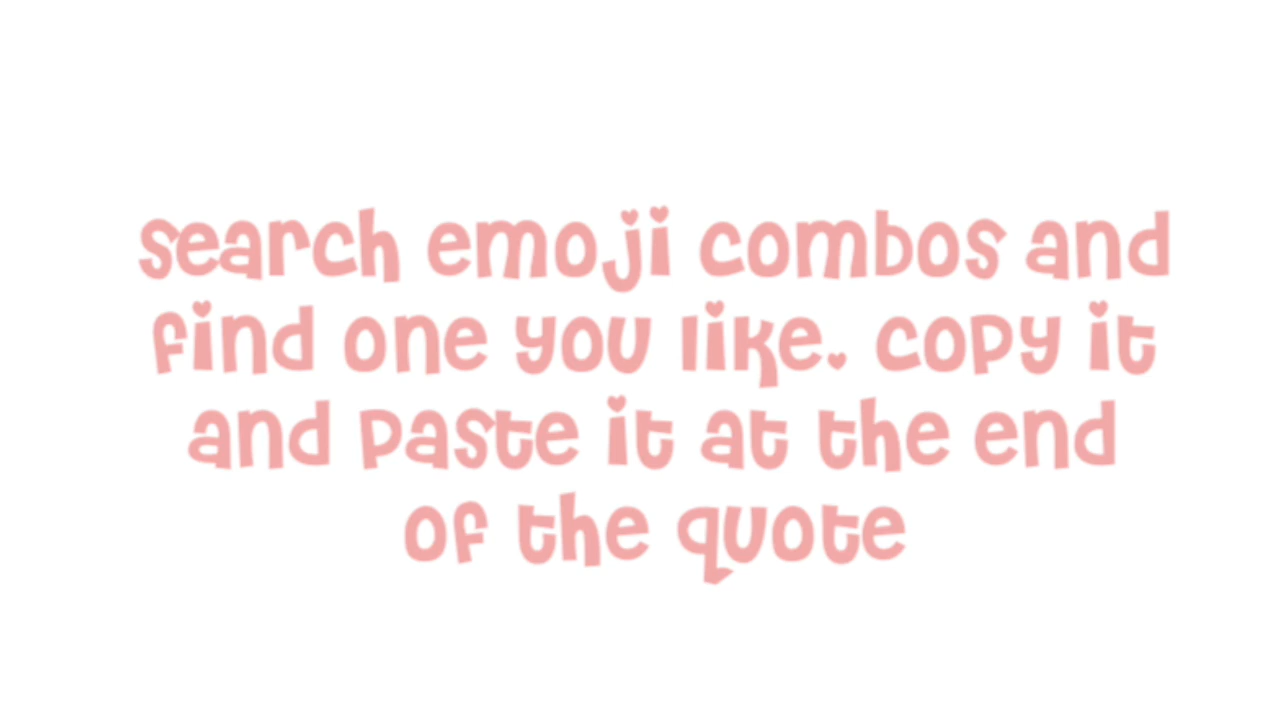 search emoji combos and
find one you like. copy it
and paste it at the end
of the quote